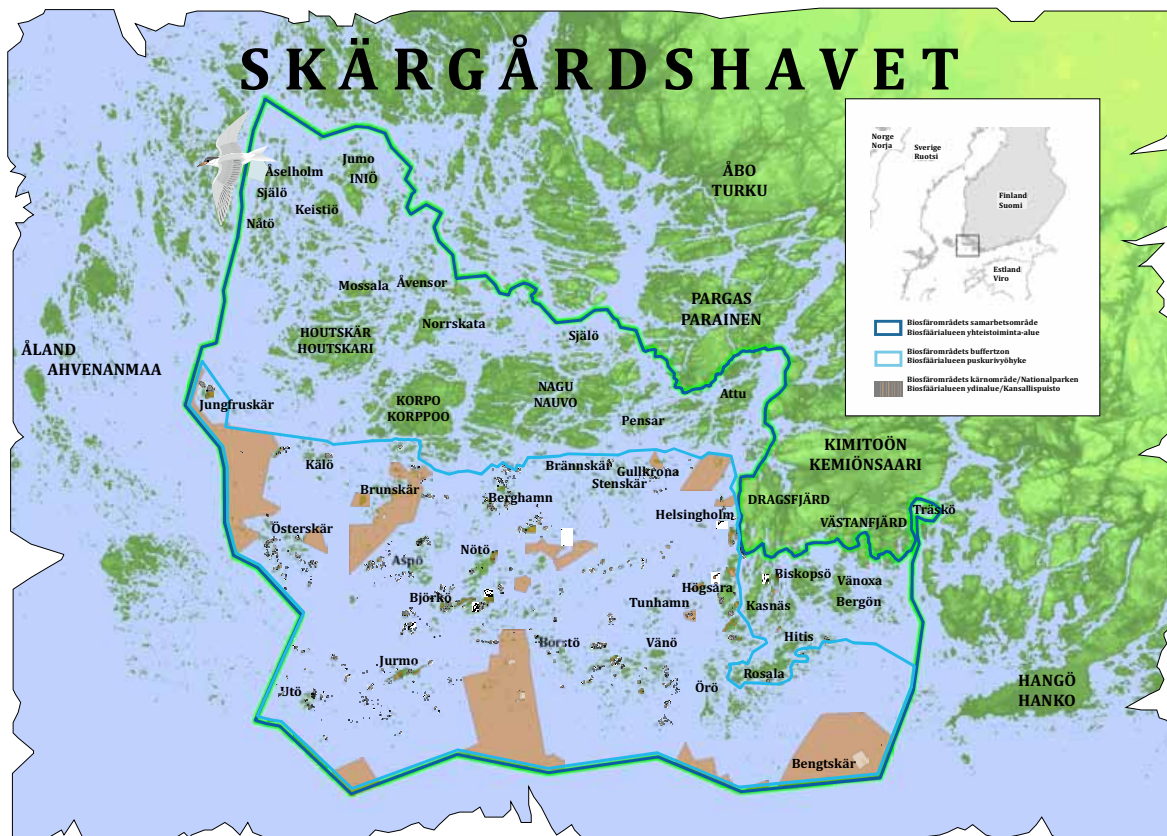 SKÄRGÅRDSHAVET
Norge
Norja
Sverige
Ruotsi
Finland
Suomi
Estland
Viro
Biosfärområdets samarbetsområde
Biosfäärialueen yhteistoiminta-alue
Biosfärområdets buffertzon
Biosfäärialueen puskurivyöhyke
Biosfärområdets kärnområde/Nationalparken
Biosfäärialueen ydinalue/Kansallispuisto
Jumo
INIÖ
Åselholm
Själö
Keistiö
Nåtö
ÅBO
TURKU
Mossala
Åvensor
Norrskata
HOUTSKÄR
HOUTSKARI
Själö
PARGAS
PARAINEN
ÅLAND
AHVENANMAA
Jungfruskär
KORPO
KORPPOO
NAGU
NAUVO
Attu
Pensar
KIMITOÖN
KEMIÖNSAARI
Kälö
Brännskär
Gullkrona
Stenskär
Brunskär
Berghamn
DRAGSFJÄRD
Helsingholm
VÄSTANFJÄRD
Träskö
Österskär
Aspö
Nötö
Biskopsö
Vänoxa
Högsåra
Björkö
Tunhamn
Kasnäs
Bergön
Borstö
Vänö
Hitis
Jurmo
Rosala
Utö
Örö
HANGÖ
HANKO
Bengtskär